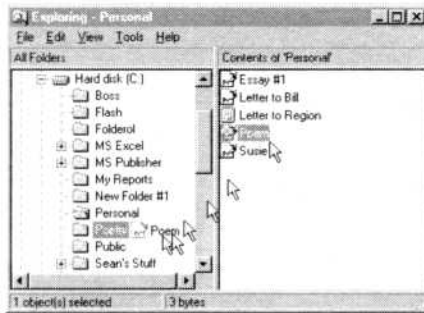 Exploring - Personal
File Edit View Tools Help
All Folders
Contents of 'Personal'
Hard disk (C:)
Boss
Flash
Folderol
MS Excel
MS Publisher
My Reports
New Folder #1
Personal
Poems Poem
Public
Sean's Stuff
Essay #1
Letter to Bill
Letter to Region
Poem
Susie
1 object(s) selected
3 bytes